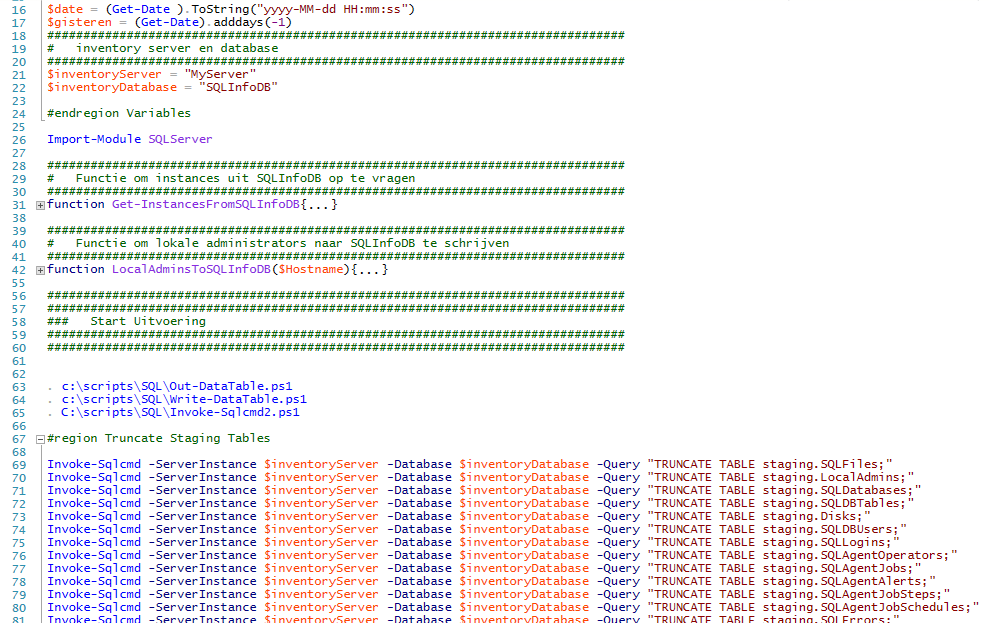 16 $date = (Get-Date ).ToString("yyyy-MM-dd HH:mm:ss")
17 $gisteren = (Get-Date).adddays(-1)
18 ################################################################################
19 #   inventory server en database
20 ################################################################################
21 $inventoryServer = "MyServer"
22 $inventoryDatabase = "SQLInfoDB"
23
24 #endregion Variables
25
26 Import-Module SQLServer
27
28 ################################################################################
29 #   Functie om instances uit SQLInfoDB op te vragen
30 ################################################################################
31 function Get-InstancesFromSQLInfoDB{...}
38
39 ################################################################################
40 #   Functie om lokale administrators naar SQLInfoDB te schrijven
41 ################################################################################
42 function LocalAdminsToSQLInfoDB($Hostname){...}
55
56 ################################################################################
57 ################################################################################
58 ###   Start Uitvoering
59 ################################################################################
60 ################################################################################
61
62
63 . c:\scripts\SQL\Out-DataTable.ps1
64 . c:\scripts\SQL\Write-DataTable.ps1
65 . C:\scripts\SQL\Invoke-Sqlcmd2.ps1
66
67 #region Truncate Staging Tables
68
69 Invoke-Sqlcmd -ServerInstance $inventoryServer -Database $inventoryDatabase -Query "TRUNCATE TABLE staging.SQLFiles;"
70 Invoke-Sqlcmd -ServerInstance $inventoryServer -Database $inventoryDatabase -Query "TRUNCATE TABLE staging.LocalAdmins;"
71 Invoke-Sqlcmd -ServerInstance $inventoryServer -Database $inventoryDatabase -Query "TRUNCATE TABLE staging.SQLDatabases;"
72 Invoke-Sqlcmd -ServerInstance $inventoryServer -Database $inventoryDatabase -Query "TRUNCATE TABLE staging.SQLDBTables;"
73 Invoke-Sqlcmd -ServerInstance $inventoryServer -Database $inventoryDatabase -Query "TRUNCATE TABLE staging.Disks;"
74 Invoke-Sqlcmd -ServerInstance $inventoryServer -Database $inventoryDatabase -Query "TRUNCATE TABLE staging.SQLDBUsers;"
75 Invoke-Sqlcmd -ServerInstance $inventoryServer -Database $inventoryDatabase -Query "TRUNCATE TABLE staging.SQLLogins;"
76 Invoke-Sqlcmd -ServerInstance $inventoryServer -Database $inventoryDatabase -Query "TRUNCATE TABLE staging.SQLAgentOperators;"
77 Invoke-Sqlcmd -ServerInstance $inventoryServer -Database $inventoryDatabase -Query "TRUNCATE TABLE staging.SQLAgentJobs;"
78 Invoke-Sqlcmd -ServerInstance $inventoryServer -Database $inventoryDatabase -Query "TRUNCATE TABLE staging.SQLAgentAlerts;"
79 Invoke-Sqlcmd -ServerInstance $inventoryServer -Database $inventoryDatabase -Query "TRUNCATE TABLE staging.SQLAgentJobSteps;"
80 Invoke-Sqlcmd -ServerInstance $inventoryServer -Database $inventoryDatabase -Query "TRUNCATE TABLE staging.SQLAgentJobSchedules;"
81 Invoke-Sqlcmd -ServerInstance $inventoryServer -Database $inventoryDatabase -Query "TRUNCATE TABLE staging.SQLErrors;"